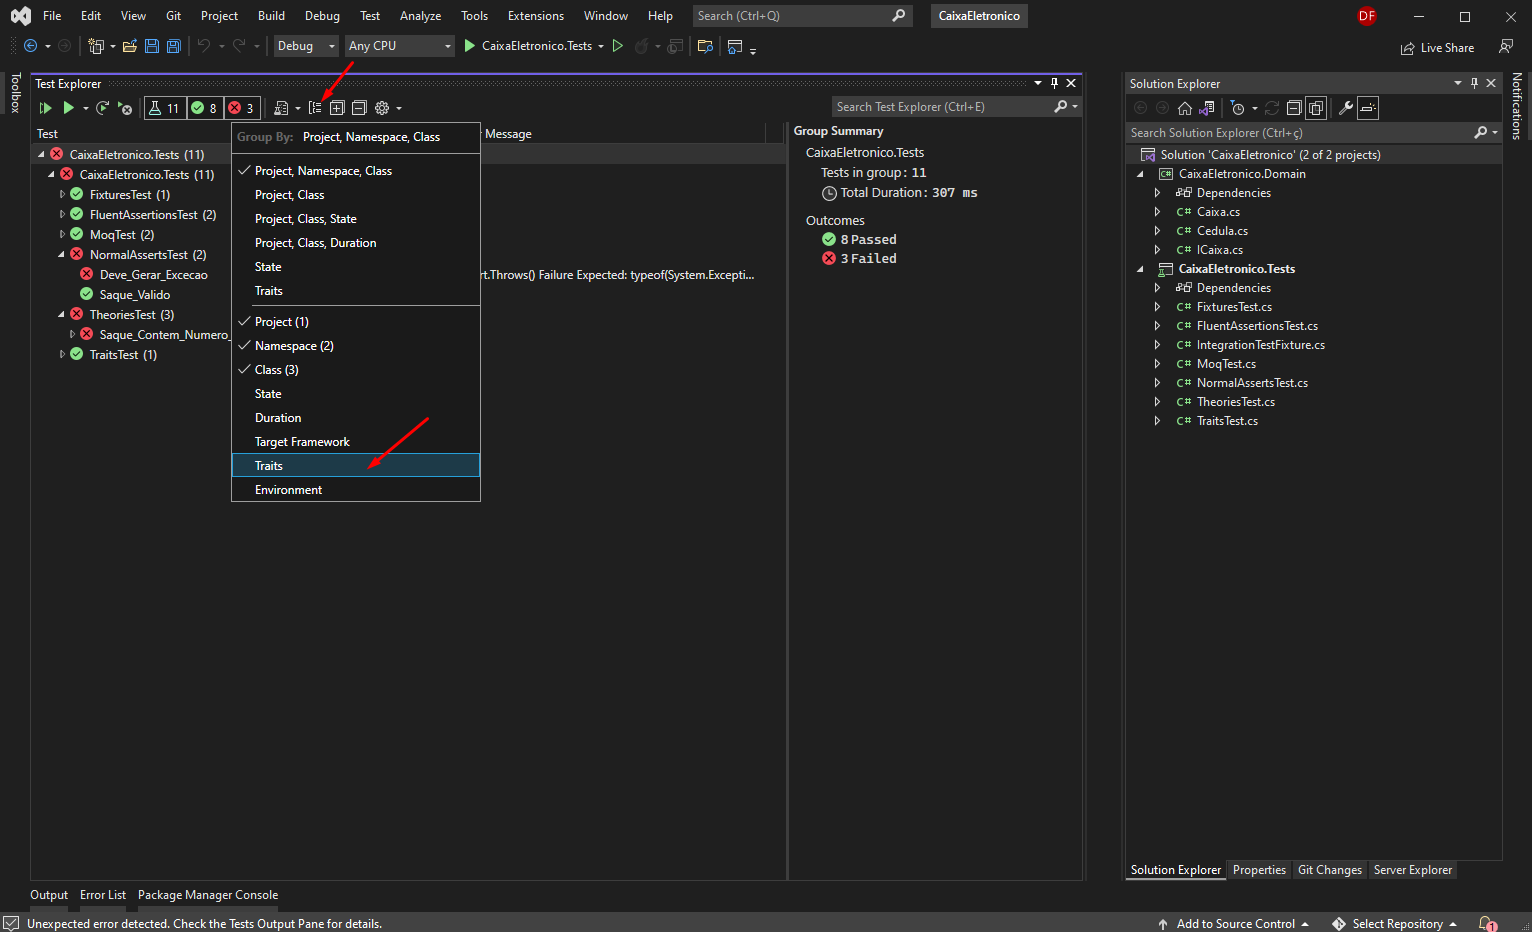 File Edit View Git Project Build Debug Test Analyze Tools Extensions Window Help Search (Ctrl+Q) CaixaEletronico DF
Debug Any CPU CaixaEletronico.Tests Live Share
Toolbox
Test Explorer
11 8 3 Search Test Explorer (Ctrl+E)
Test Message
CaixaEletronico.Tests (11)
CaixaEletronico.Tests (11)
FixturesTest (1)
FluentAssertionsTest (2)
MoqTest (2)
NormalAssertsTest (2)
Deve_Gerar_Excecao rt.Throws() Failure Expected: typeof(System.Excepti...
Saque_Valido
TheoriesTest (3)
Saque_Contem_Numero_
TraitsTest (1)
Group By: Project, Namespace, Class
Project, Namespace, Class
Project, Class
Project, Class, State
Project, Class, Duration
State
Traits
Project (1)
Namespace (2)
Class (3)
State
Duration
Target Framework
Traits
Environment
Group Summary
CaixaEletronico.Tests
Tests in group: 11
Total Duration: 307 ms
Outcomes
8 Passed
3 Failed
Solution Explorer
Search Solution Explorer (Ctrl+ç)
Solution 'CaixaEletronico' (2 of 2 projects)
C# CaixaEletronico.Domain
Dependencies
C# Caixa.cs
C# Cedula.cs
C# ICaixa.cs
CaixaEletronico.Tests
Dependencies
C# FixturesTest.cs
C# FluentAssertionsTest.cs
C# IntegrationTestFixture.cs
C# MoqTest.cs
C# NormalAssertsTest.cs
C# TheoriesTest.cs
C# TraitsTest.cs
Notifications
Solution Explorer Properties Git Changes Server Explorer
Output Error List Package Manager Console
Unexpected error detected. Check the Tests Output Pane for details. Add to Source Control Select Repository 1